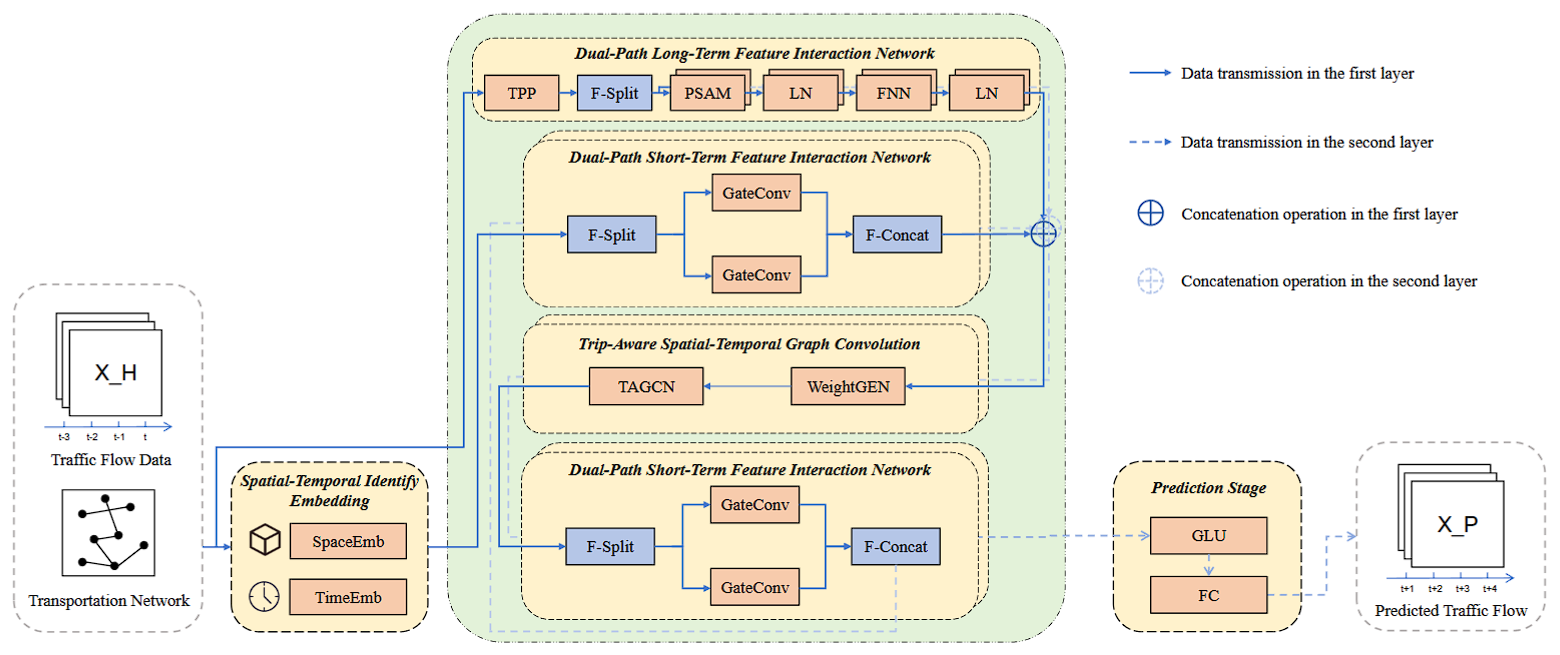 Dual-Path Long-Term Feature Interaction Network
TPP
F-Split
PSAM
LN
FNN
LN
Dual-Path Short-Term Feature Interaction Network
GateConv
F-Split
F-Concat
GateConv
Trip-Aware Spatial-Temporal Graph Convolution
TAGCN
WeightGEN
Dual-Path Short-Term Feature Interaction Network
GateConv
F-Split
F-Concat
GateConv
X_H
t-3 t-2 t-1 t
Traffic Flow Data
Transportation Network
Spatial-Temporal Identify
Embedding
SpaceEmb
TimeEmb
Prediction Stage
GLU
FC
X_P
t+1 t+2 t+3 t+4
Predicted Traffic Flow
Data transmission in the first layer
Data transmission in the second layer
Concatenation operation in the first layer
Concatenation operation in the second layer